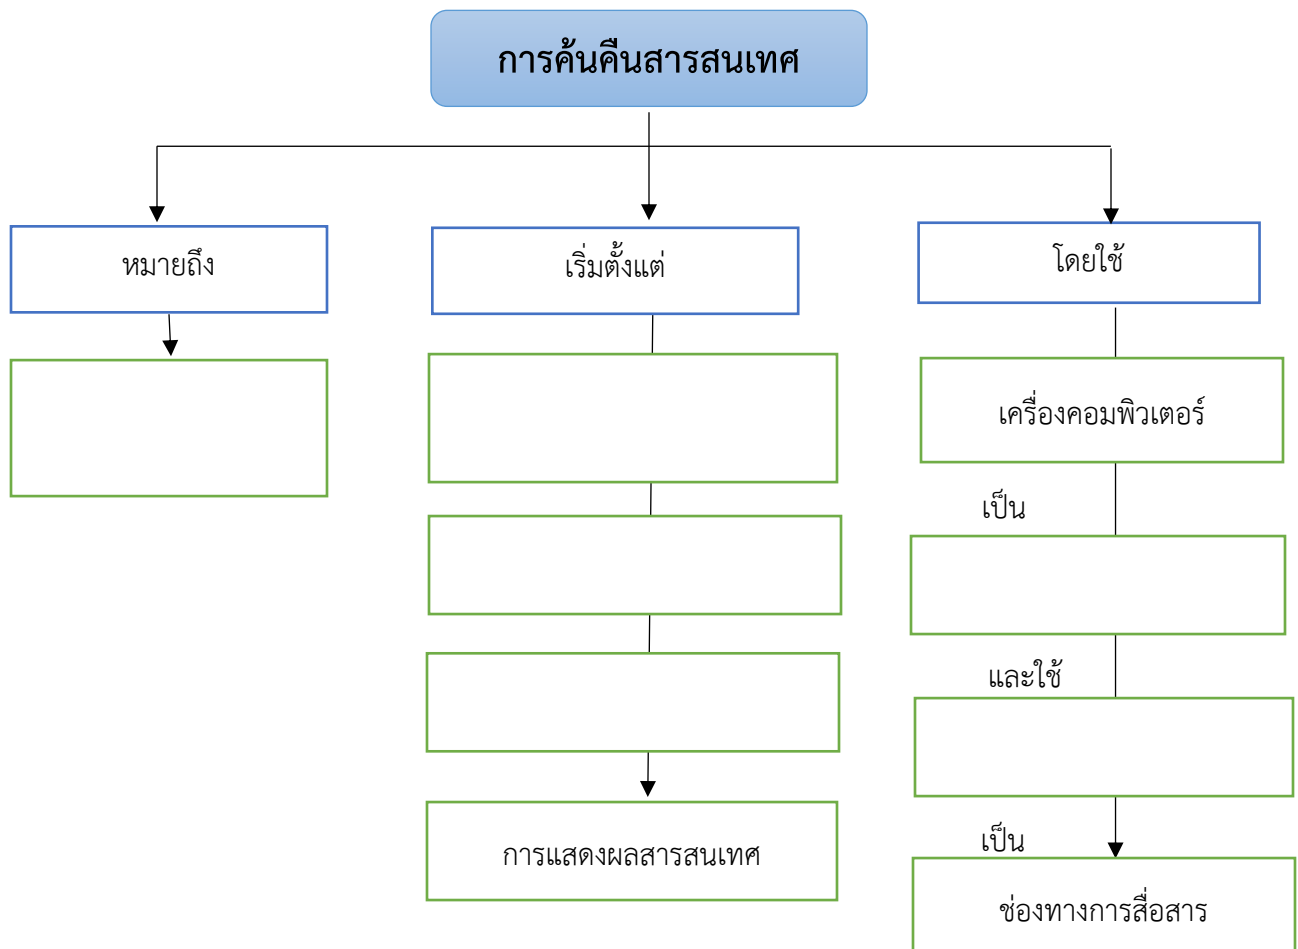 การค้นคืนสารสนเทศ
หมายถึง
เริ่มตั้งแต่
โดยใช้
เครื่องคอมพิวเตอร์
เป็น
และใช้
เป็น
การแสดงผลสารสนเทศ
ช่องทางการสื่อสาร